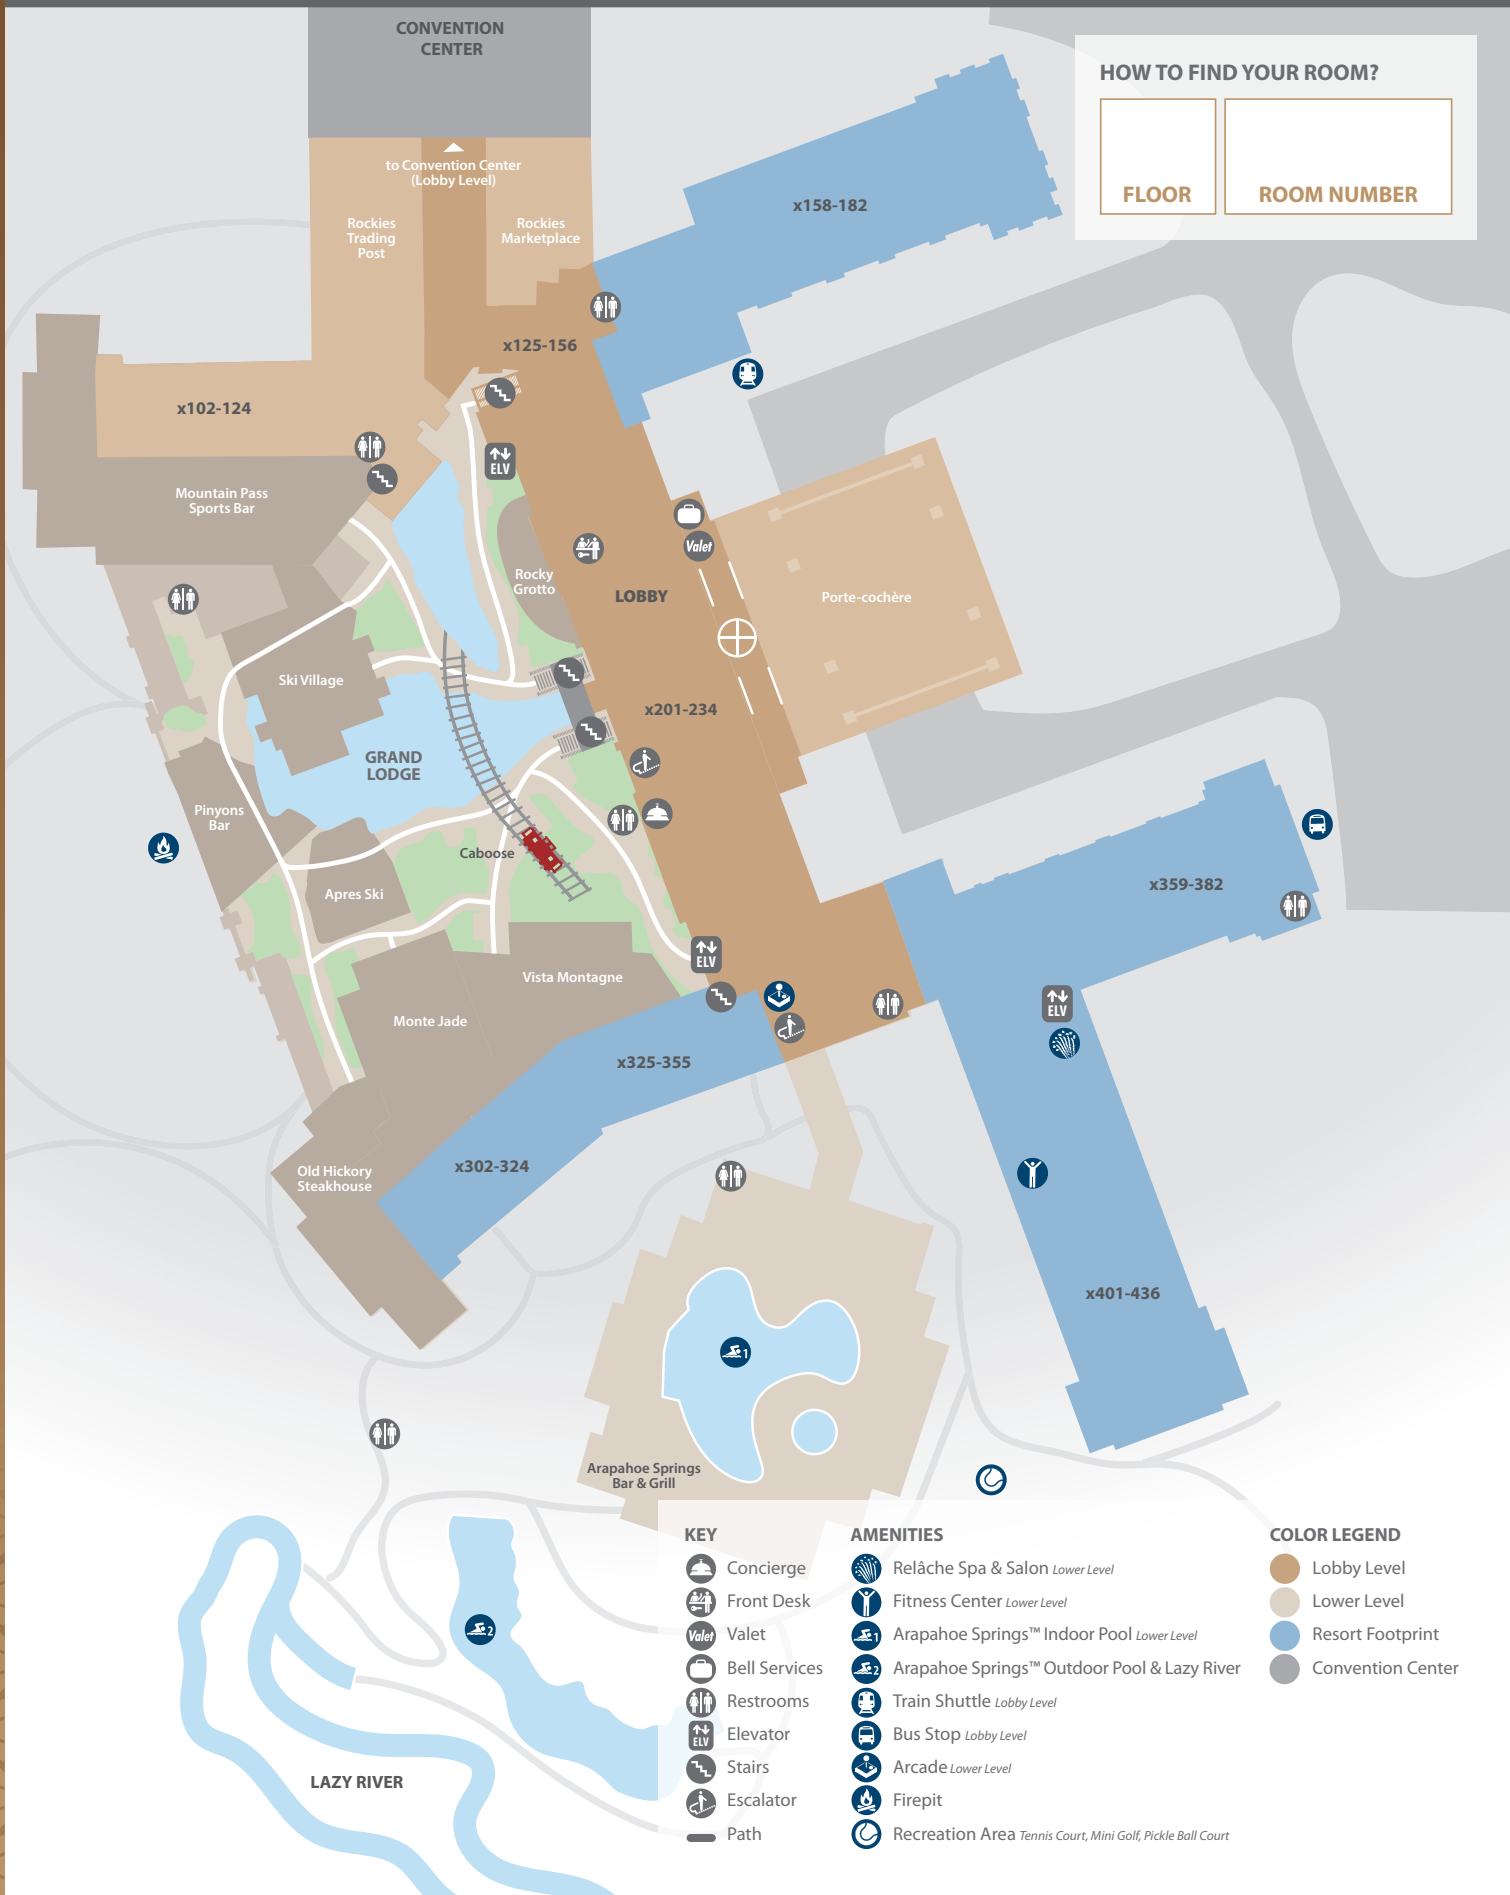 CONVENTION
CENTER
HOW TO FIND YOUR ROOM?
FLOOR
ROOM NUMBER
to Convention Center
(Lobby Level)
Rockies
Trading
Post
Rockies
Marketplace
x158-182
x125-156
x102-124
ELV
Mountain Pass
Sports Bar
Valet
Rocky
Grotto
LOBBY
Porte-cochère
Ski Village
x201-234
GRAND
LODGE
Pinyons
Bar
Caboose
x359-382
Apres Ski
ELV
Vista Montagne
ELV
Monte Jade
x325-355
x302-324
Old Hickory
Steakhouse
x401-436
1
Arapahoe Springs
Bar & Grill
2
LAZY RIVER
KEY
Concierge
Front Desk
Valet Valet
Bell Services
Restrooms
ELV Elevator
Stairs
Escalator
Path
AMENITIES
Relâche Spa & Salon Lower Level
Fitness Center Lower Level
1 Arapahoe Springs™ Indoor Pool Lower Level
2 Arapahoe Springs™ Outdoor Pool & Lazy River
Train Shuttle Lobby Level
Bus Stop Lobby Level
Arcade Lower Level
Firepit
Recreation Area Tennis Court, Mini Golf, Pickle Ball Court
COLOR LEGEND
Lobby Level
Lower Level
Resort Footprint
Convention Center